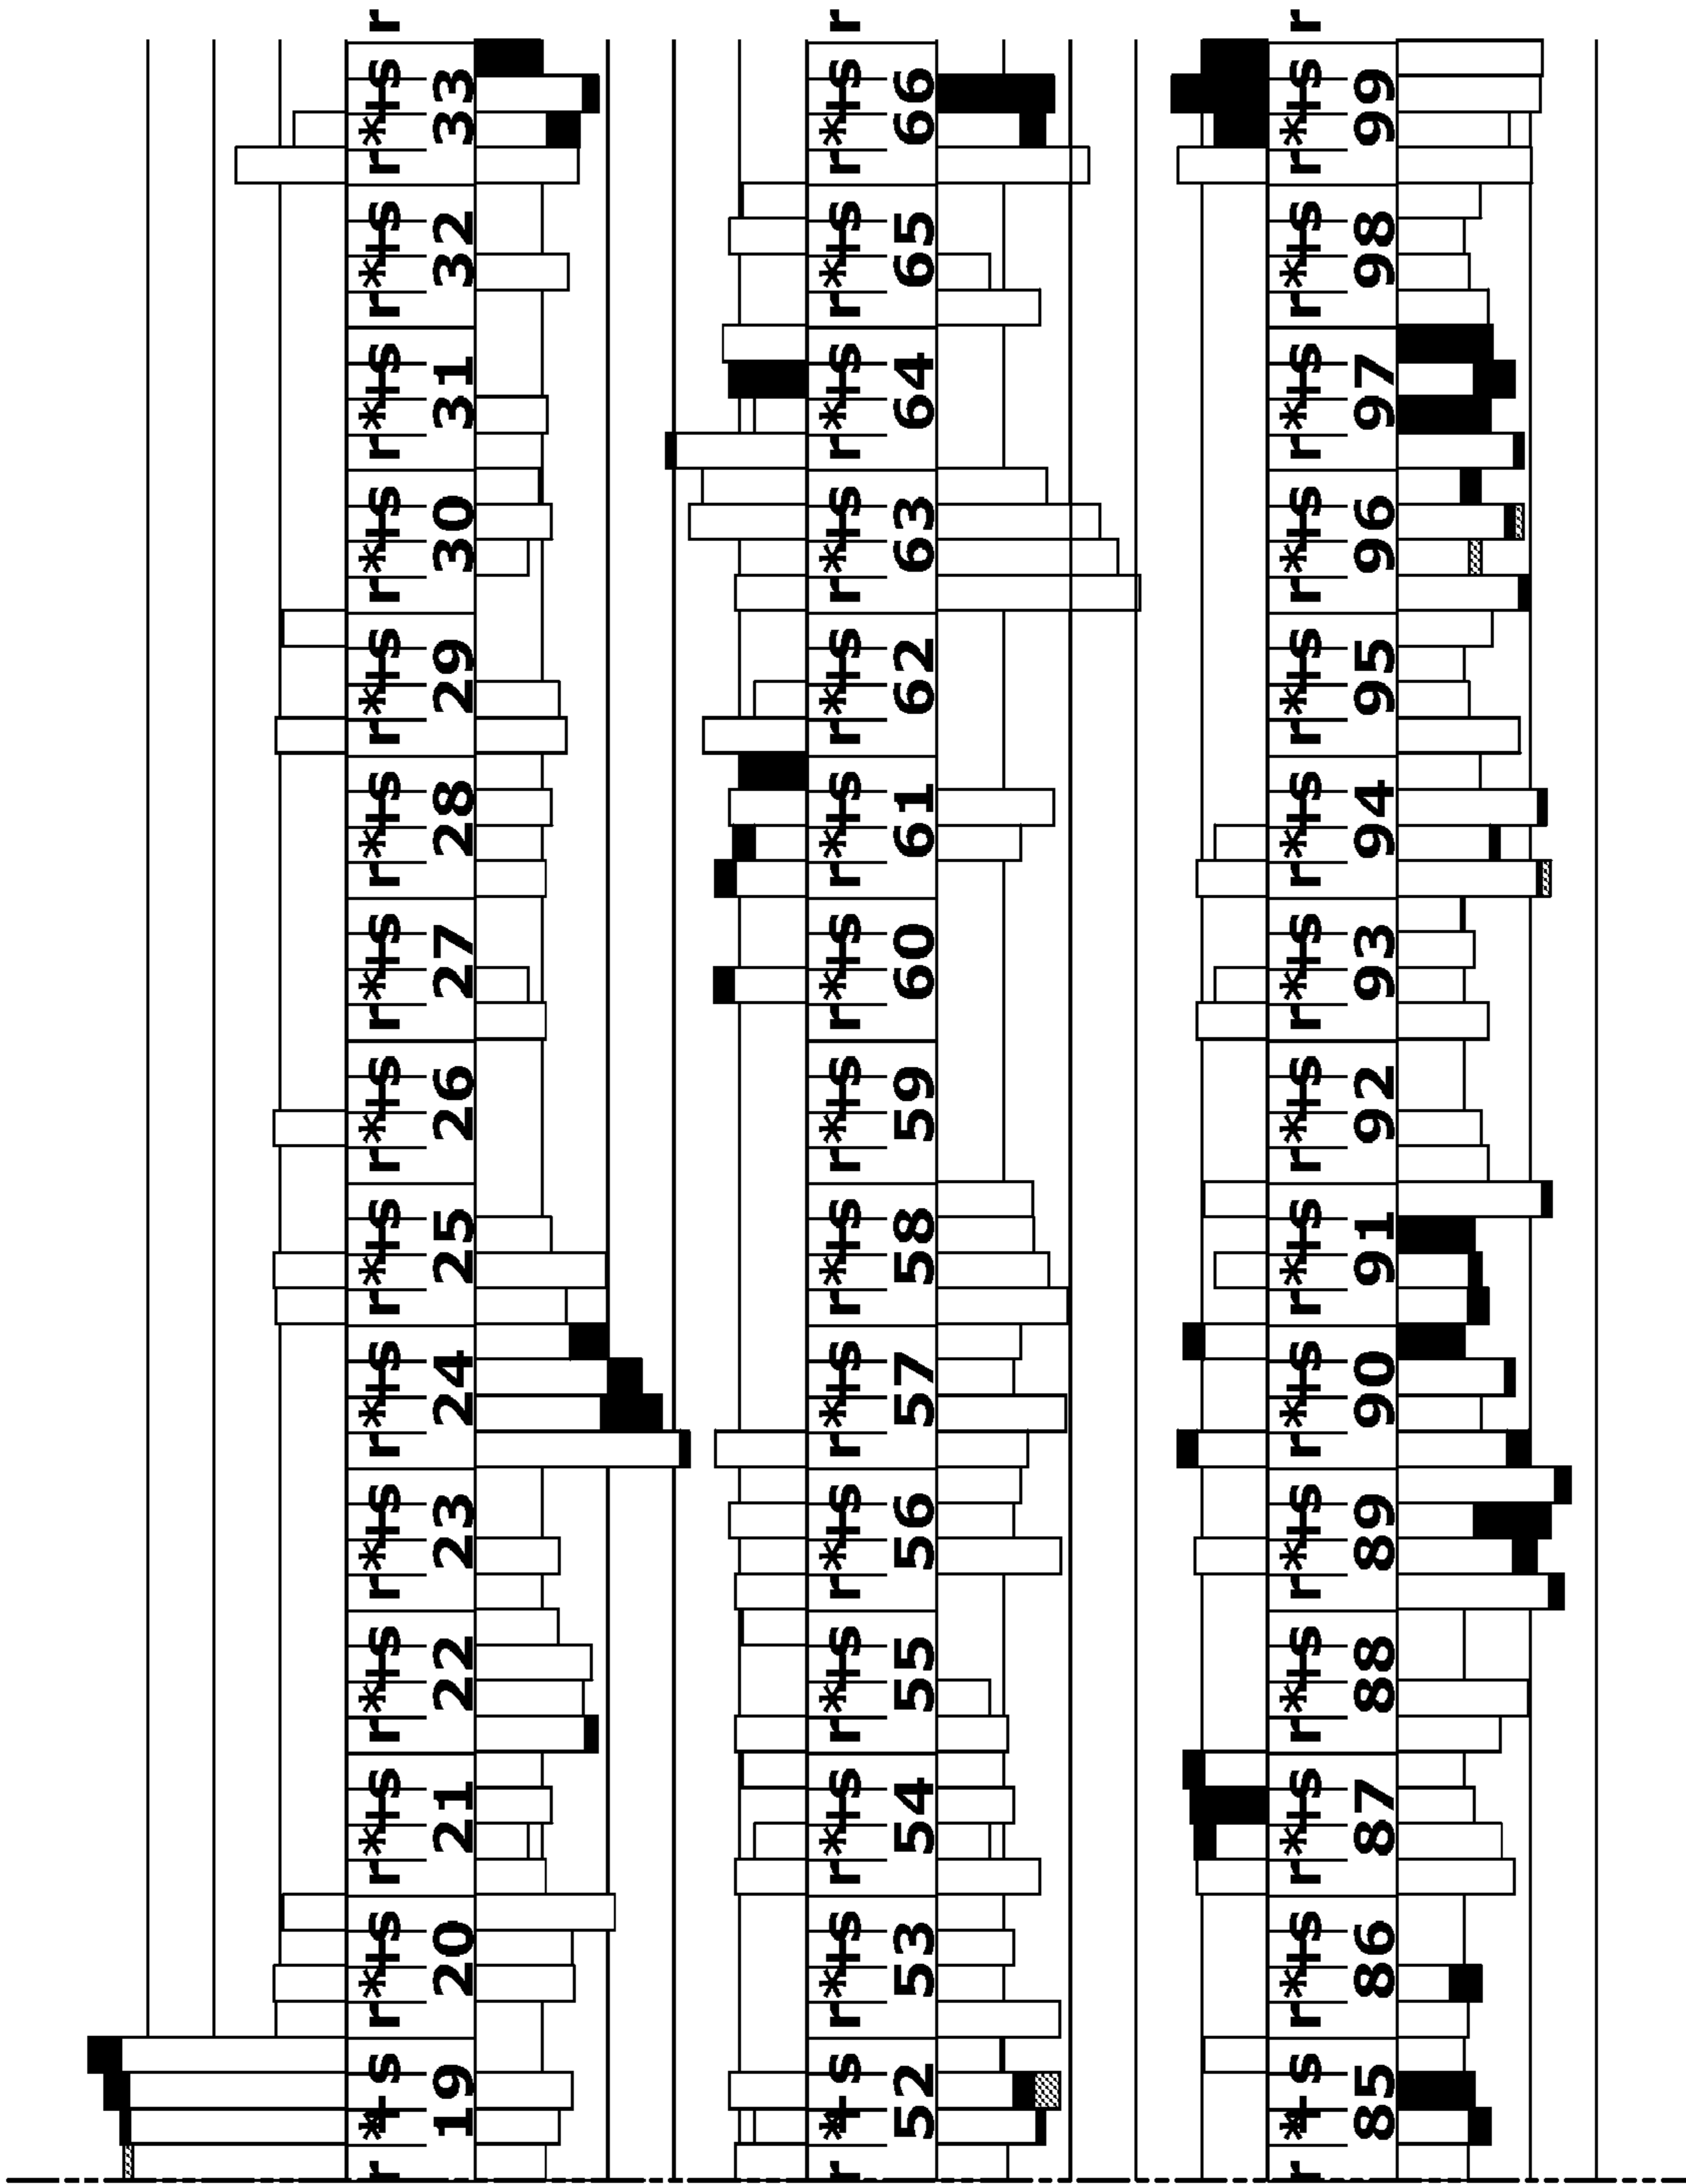 r * + s r * + s r * + s r * + s r * + s r * + s r * + s r * + s r * + s r * + s r * + s r * + s r * + s r * + s r * + s r
19 20 21 22 23 24 25 26 27 28 29 30 31 32 33
r * + s r * + s r * + s r * + s r * + s r * + s r * + s r * + s r * + s r * + s r * + s r * + s r * + s r * + s r * + s r
52 53 54 55 56 57 58 59 60 61 62 63 64 65 66
r * + s r * + s r * + s r * + s r * + s r * + s r * + s r * + s r * + s r * + s r * + s r * + s r * + s r * + s r * + s r
85 86 87 88 89 90 91 92 93 94 95 96 97 98 99